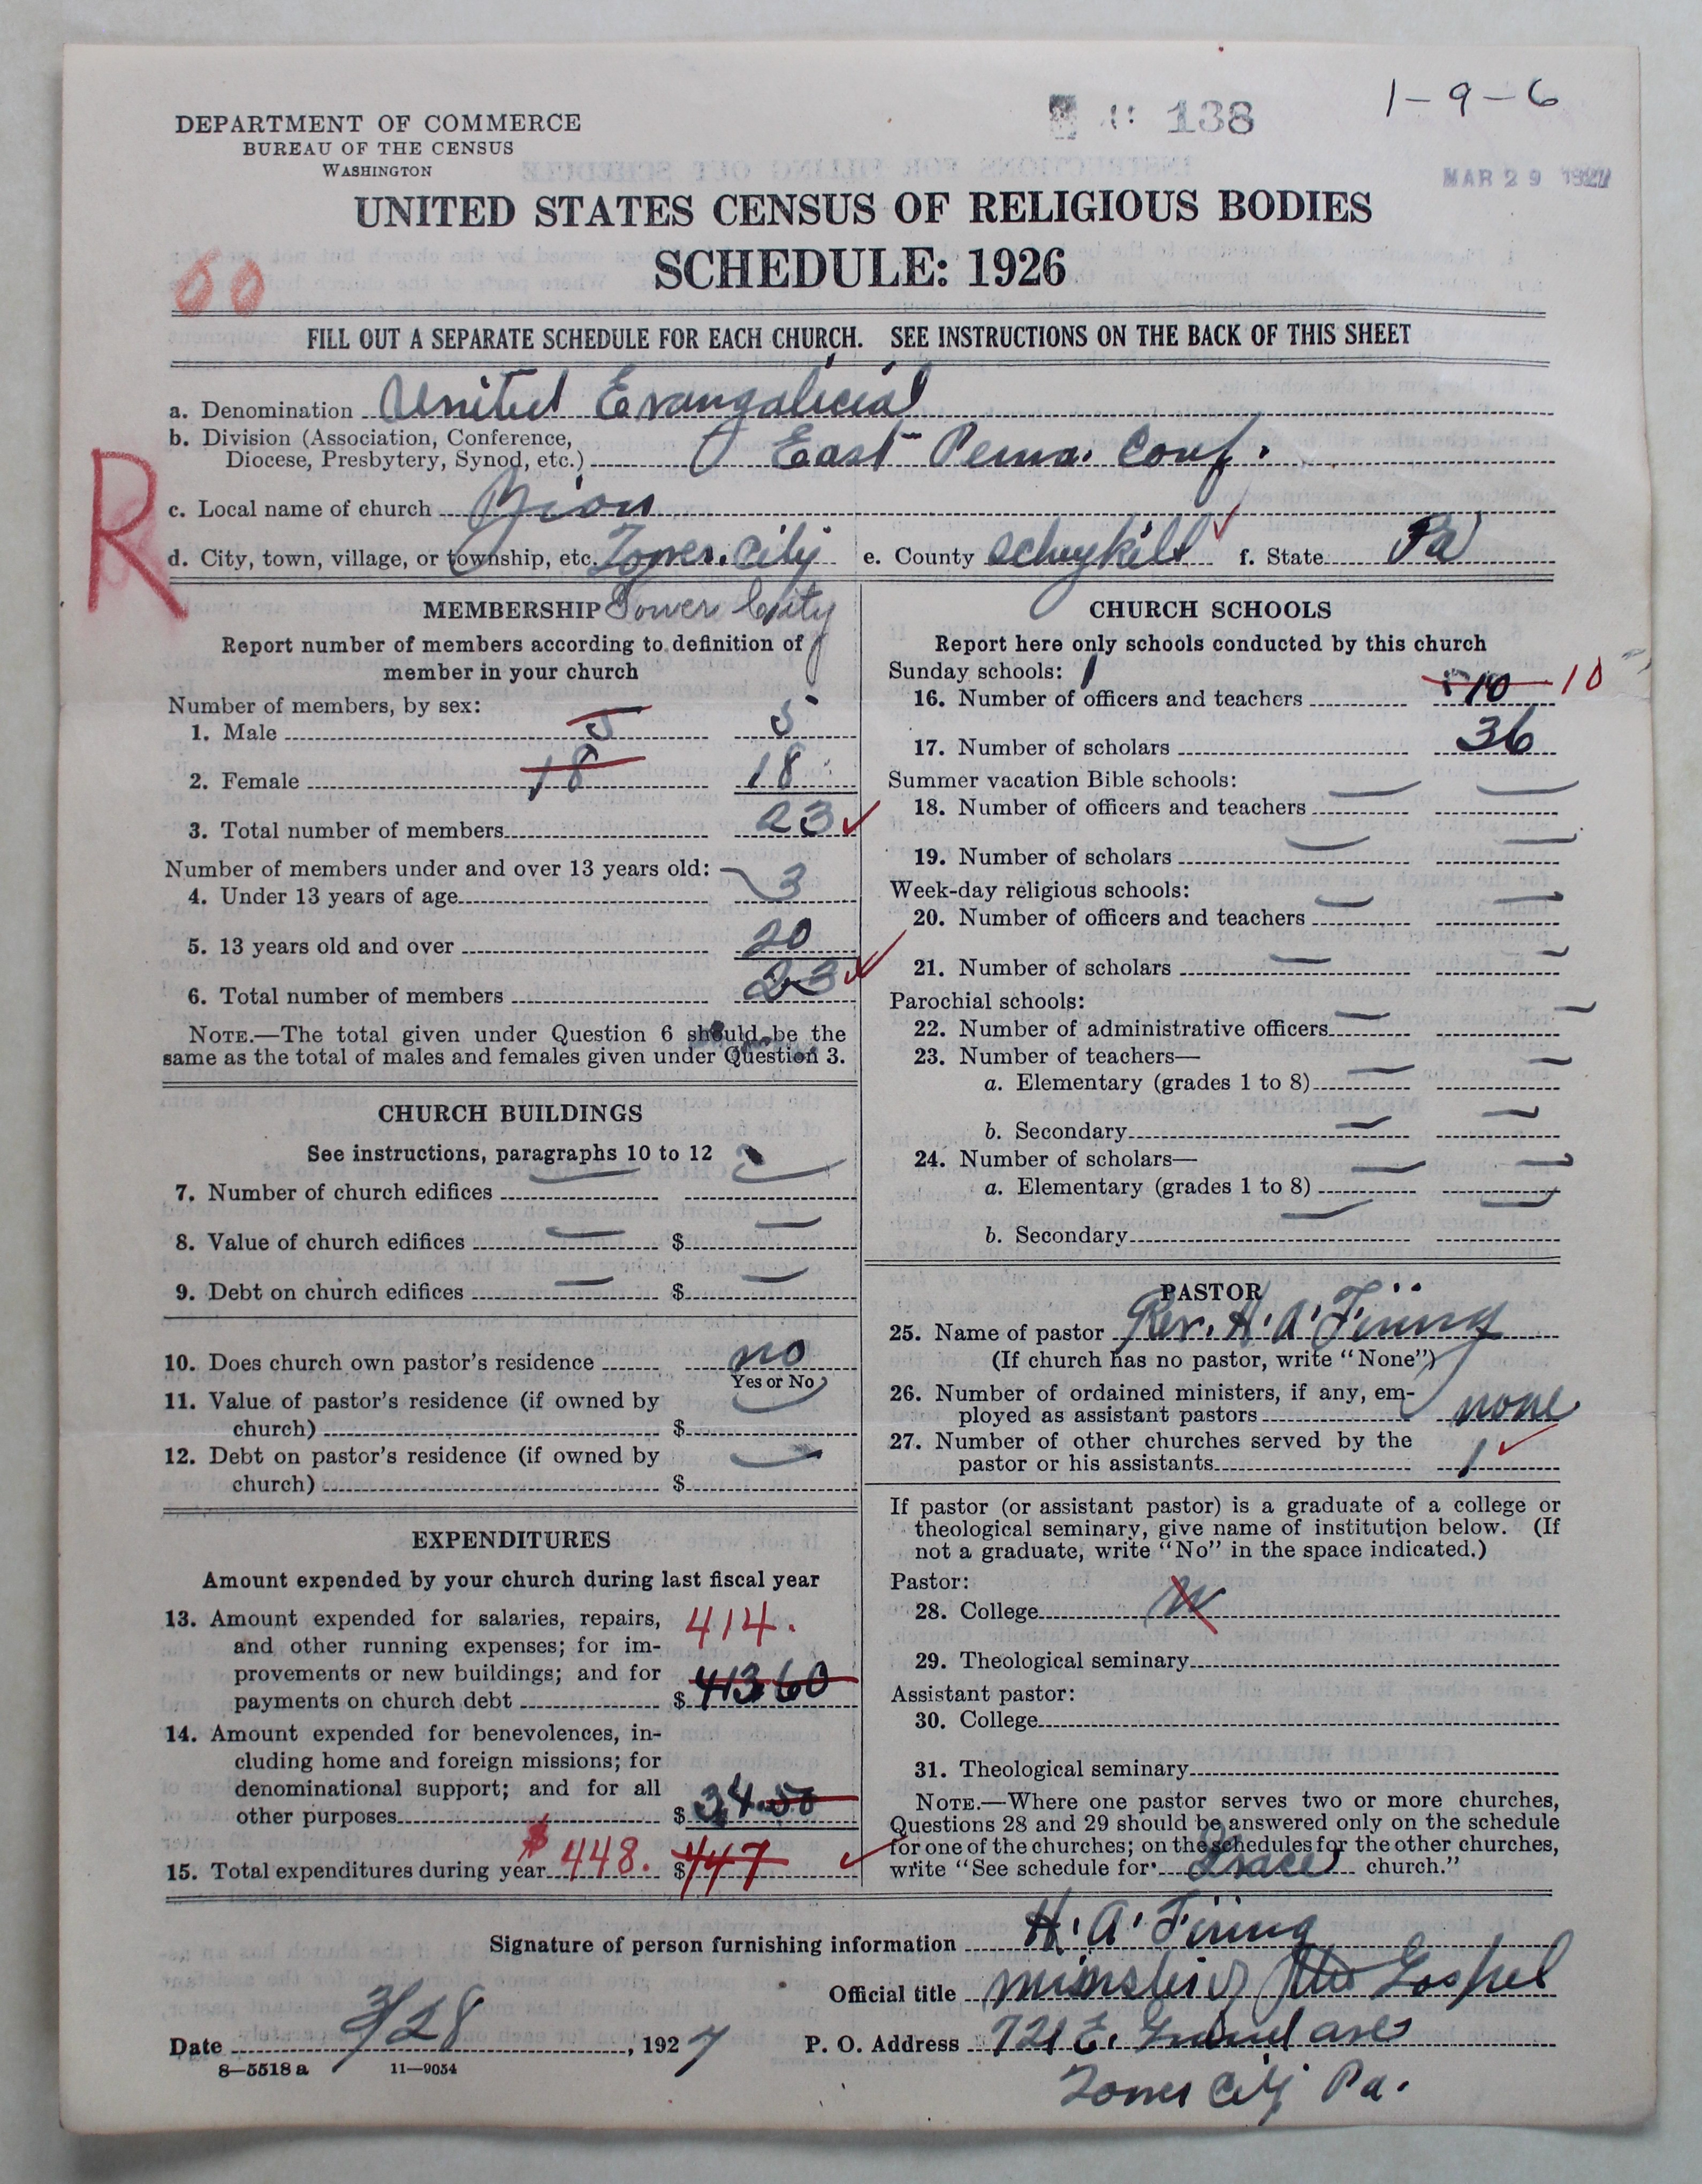 DEPARTMENT OF COMMERCE
BUREAU OF THE CENSUS
WASHINGTON
138
1-9-6
MAR 29 1927
UNITED STATES CENSUS OF RELIGIOUS BODIES
SCHEDULE: 1926
60
FILL OUT A SEPARATE SCHEDULE FOR EACH CHURCH. SEE INSTRUCTIONS ON THE BACK OF THIS SHEET
R
a. Denomination United Evangalicial
b. Division (Association, Conference,
Diocese, Presbytery, Synod, etc.) East Penna. Conf.
c. Local name of church Zion
d. City, town, village, or township, etc. Tower City e. County Schuykill f. State Pa
MEMBERSHIP Tower City
Report number of members according to definition of
member in your church
Number of members, by sex:
1. Male 5 5
2. Female 18 18
3. Total number of members 23
Number of members under and over 13 years old:
4. Under 13 years of age 3
5. 13 years old and over 20
6. Total number of members 23
NOTE.—The total given under Question 6 should be the
same as the total of males and females given under Question 3.
CHURCH BUILDINGS
See instructions, paragraphs 10 to 12
7. Number of church edifices
8. Value of church edifices $
9. Debt on church edifices $
10. Does church own pastor's residence no
Yes or No
11. Value of pastor's residence (if owned by
church) $
12. Debt on pastor's residence (if owned by
church) $
EXPENDITURES
Amount expended by your church during last fiscal year
13. Amount expended for salaries, repairs, 414.
and other running expenses; for im-
provements or new buildings; and for
payments on church debt $ 413 60
14. Amount expended for benevolences, in-
cluding home and foreign missions; for
denominational support; and for all
other purposes $ 34.50
15. Total expenditures during year $448. $447
CHURCH SCHOOLS
Report here only schools conducted by this church
Sunday schools: 1
16. Number of officers and teachers 10 10
17. Number of scholars 36
Summer vacation Bible schools:
18. Number of officers and teachers
19. Number of scholars
Week-day religious schools:
20. Number of officers and teachers
21. Number of scholars
Parochial schools:
22. Number of administrative officers
23. Number of teachers—
a. Elementary (grades 1 to 8)
b. Secondary
24. Number of scholars—
a. Elementary (grades 1 to 8)
b. Secondary
PASTOR
25. Name of pastor Rev. H. A.
(If church has no pastor, write "None")
26. Number of ordained ministers, if any, em-
ployed as assistant pastors none
27. Number of other churches served by the
pastor or his assistants 1
If pastor (or assistant pastor) is a graduate of a college or
theological seminary, give name of institution below. (If
not a graduate, write "No" in the space indicated.)
Pastor:
28. College
29. Theological seminary
Assistant pastor:
30. College
31. Theological seminary
NOTE.—Where one pastor serves two or more churches,
Questions 28 and 29 should be answered only on the schedule
for one of the churches; on the schedules for the other churches,
write "See schedule for Grace church."
Signature of person furnishing information H. A.
Official title minster of the Gospel
Date 3/28, 1927 P. O. Address 721 E. Grand ave
8—5518 a 11—9054
Tower City Pa.